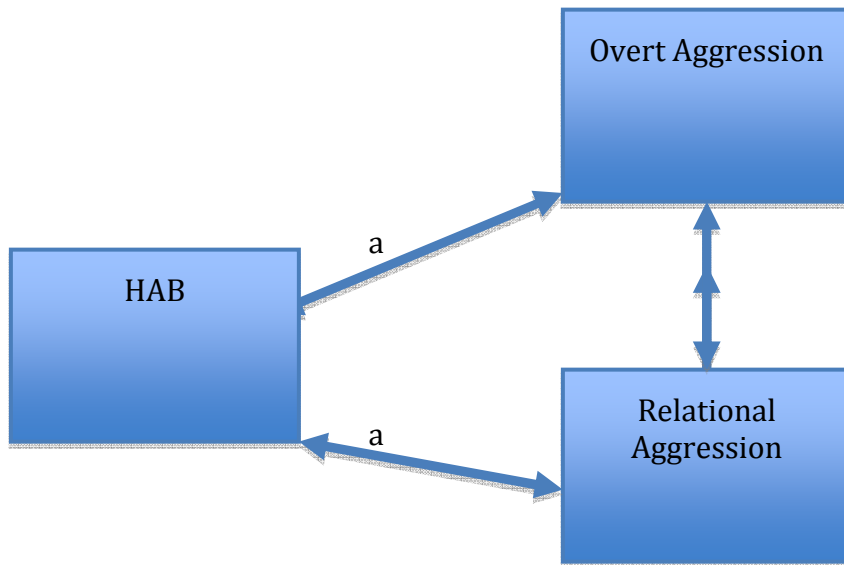 Overt Aggression
a
HAB
a
Relational
Aggression